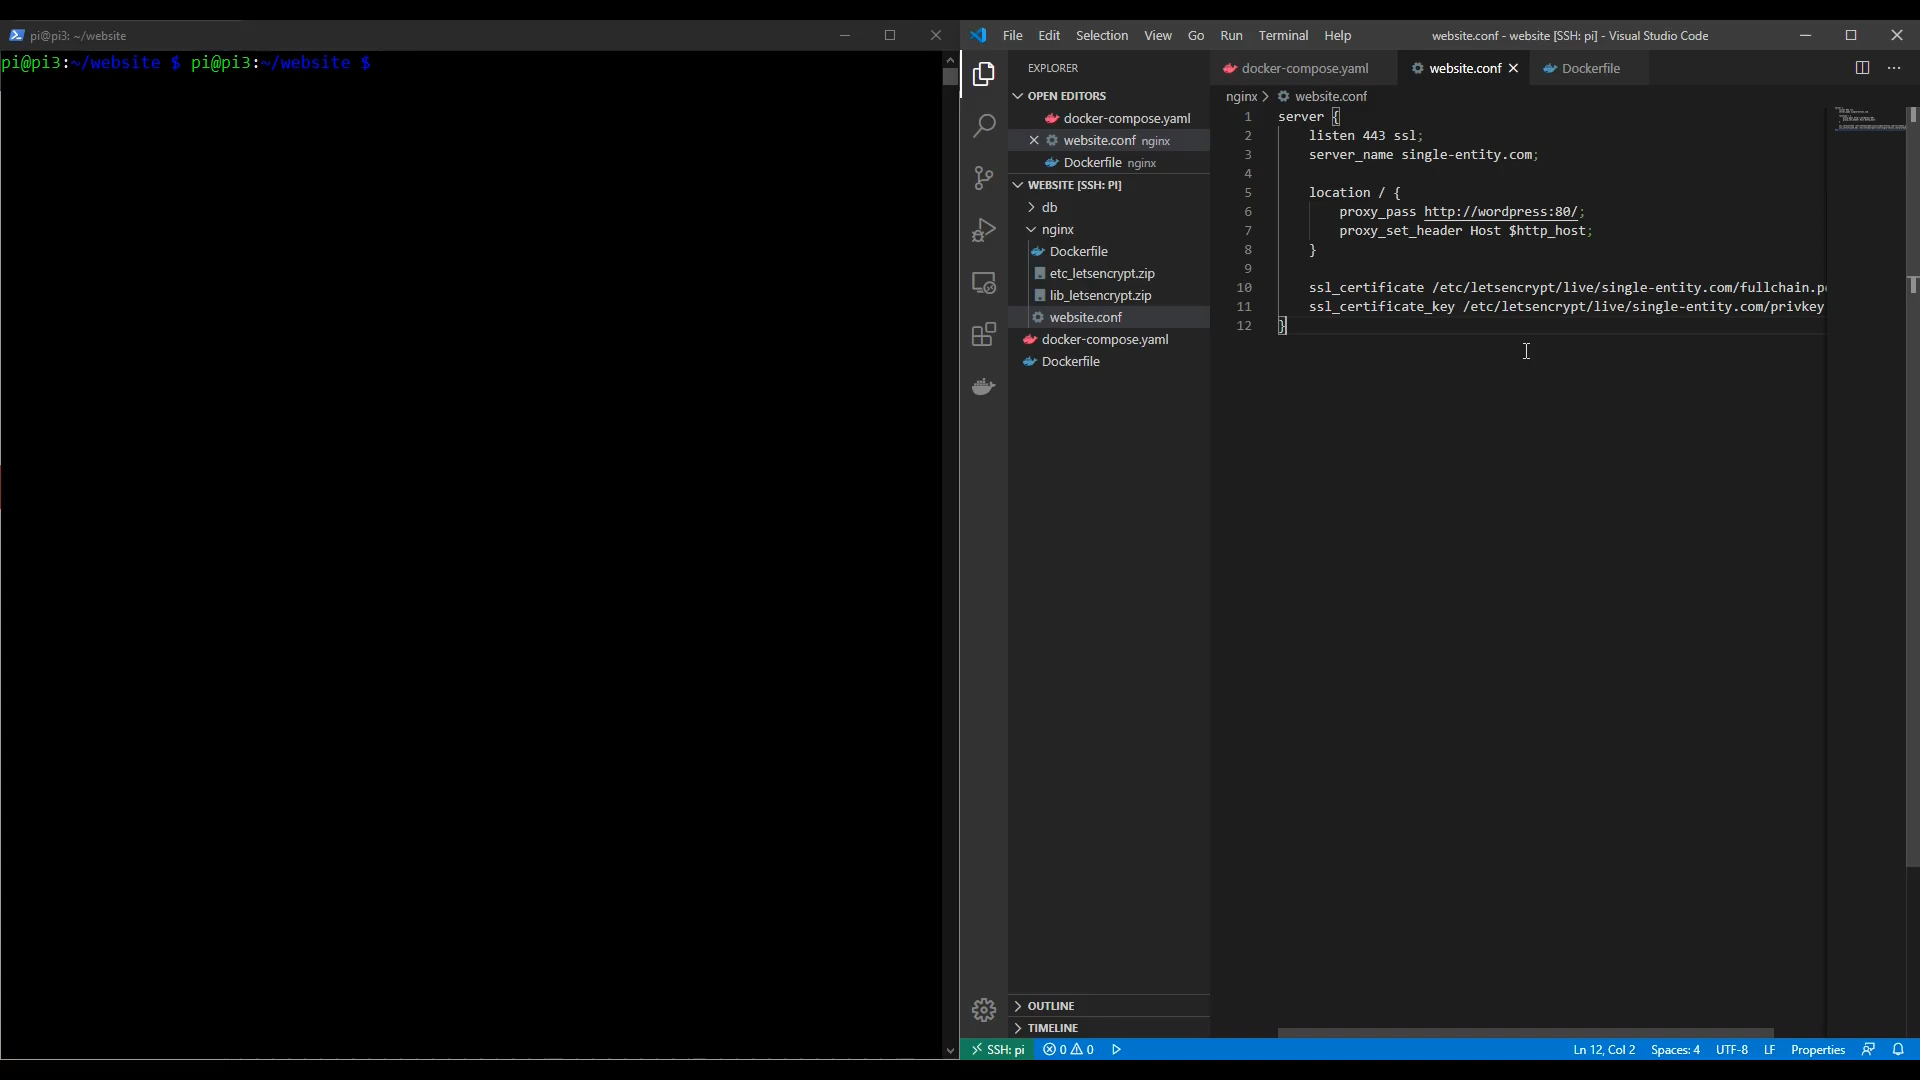 pi@pi3: ~/website
pi@pi3:~/website $ pi@pi3:~/website $
File Edit Selection View Go Run Terminal Help
website.conf - website [SSH: pi] - Visual Studio Code
EXPLORER
OPEN EDITORS
docker-compose.yaml
website.conf nginx
Dockerfile nginx
WEBSITE [SSH: PI]
db
nginx
Dockerfile
etc_letsencrypt.zip
lib_letsencrypt.zip
website.conf
docker-compose.yaml
Dockerfile
OUTLINE
TIMELINE
docker-compose.yaml
website.conf
Dockerfile
nginx > website.conf
1 server {
2 listen 443 ssl;
3 server_name single-entity.com;
4
5 location / {
6 proxy_pass http://wordpress:80/;
7 proxy_set_header Host $http_host;
8 }
9
10 ssl_certificate /etc/letsencrypt/live/single-entity.com/fullchain.p
11 ssl_certificate_key /etc/letsencrypt/live/single-entity.com/privkey
12 }
SSH: pi
0 0
Ln 12, Col 2 Spaces: 4 UTF-8 LF Properties